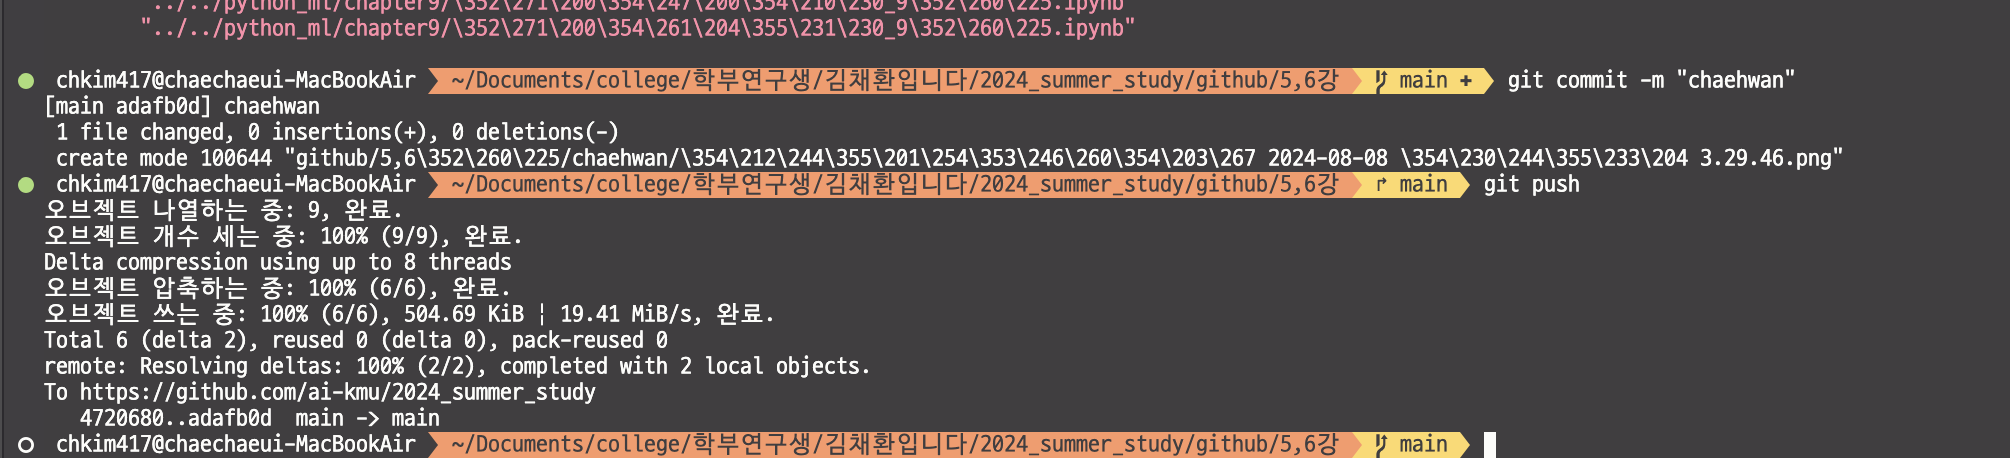 "../../python_ml/chapter9/\352\271\200\354\247\200\354\210\230_9\352\260\225.ipynb
"../../python_ml/chapter9/\352\271\200\354\261\204\355\231\230_9\352\260\225.ipynb"
chkim417@chaechaeui-MacBookAir ~/Documents/college/학부연구생/김채환입니다/2024_summer_study/github/5,6강 main + git commit -m "chaehwan"
[main adafb0d] chaehwan
1 file changed, 0 insertions(+), 0 deletions(-)
create mode 100644 "github/5,6\352\260\225/chaehwan/\354\212\244\355\201\254\353\246\260\354\203\267 2024-08-08 \354\230\244\355\233\204 3.29.46.png"
chkim417@chaechaeui-MacBookAir ~/Documents/college/학부연구생/김채환입니다/2024_summer_study/github/5,6강 main git push
오브젝트 나열하는 중: 9, 완료.
오브젝트 개수 세는 중: 100% (9/9), 완료.
Delta compression using up to 8 threads
오브젝트 압축하는 중: 100% (6/6), 완료.
오브젝트 쓰는 중: 100% (6/6), 504.69 KiB ¦ 19.41 MiB/s, 완료.
Total 6 (delta 2), reused 0 (delta 0), pack-reused 0
remote: Resolving deltas: 100% (2/2), completed with 2 local objects.
To https://github.com/ai-kmu/2024_summer_study
4720680..adafb0d main -> main
chkim417@chaechaeui-MacBookAir ~/Documents/college/학부연구생/김채환입니다/2024_summer_study/github/5,6강 main